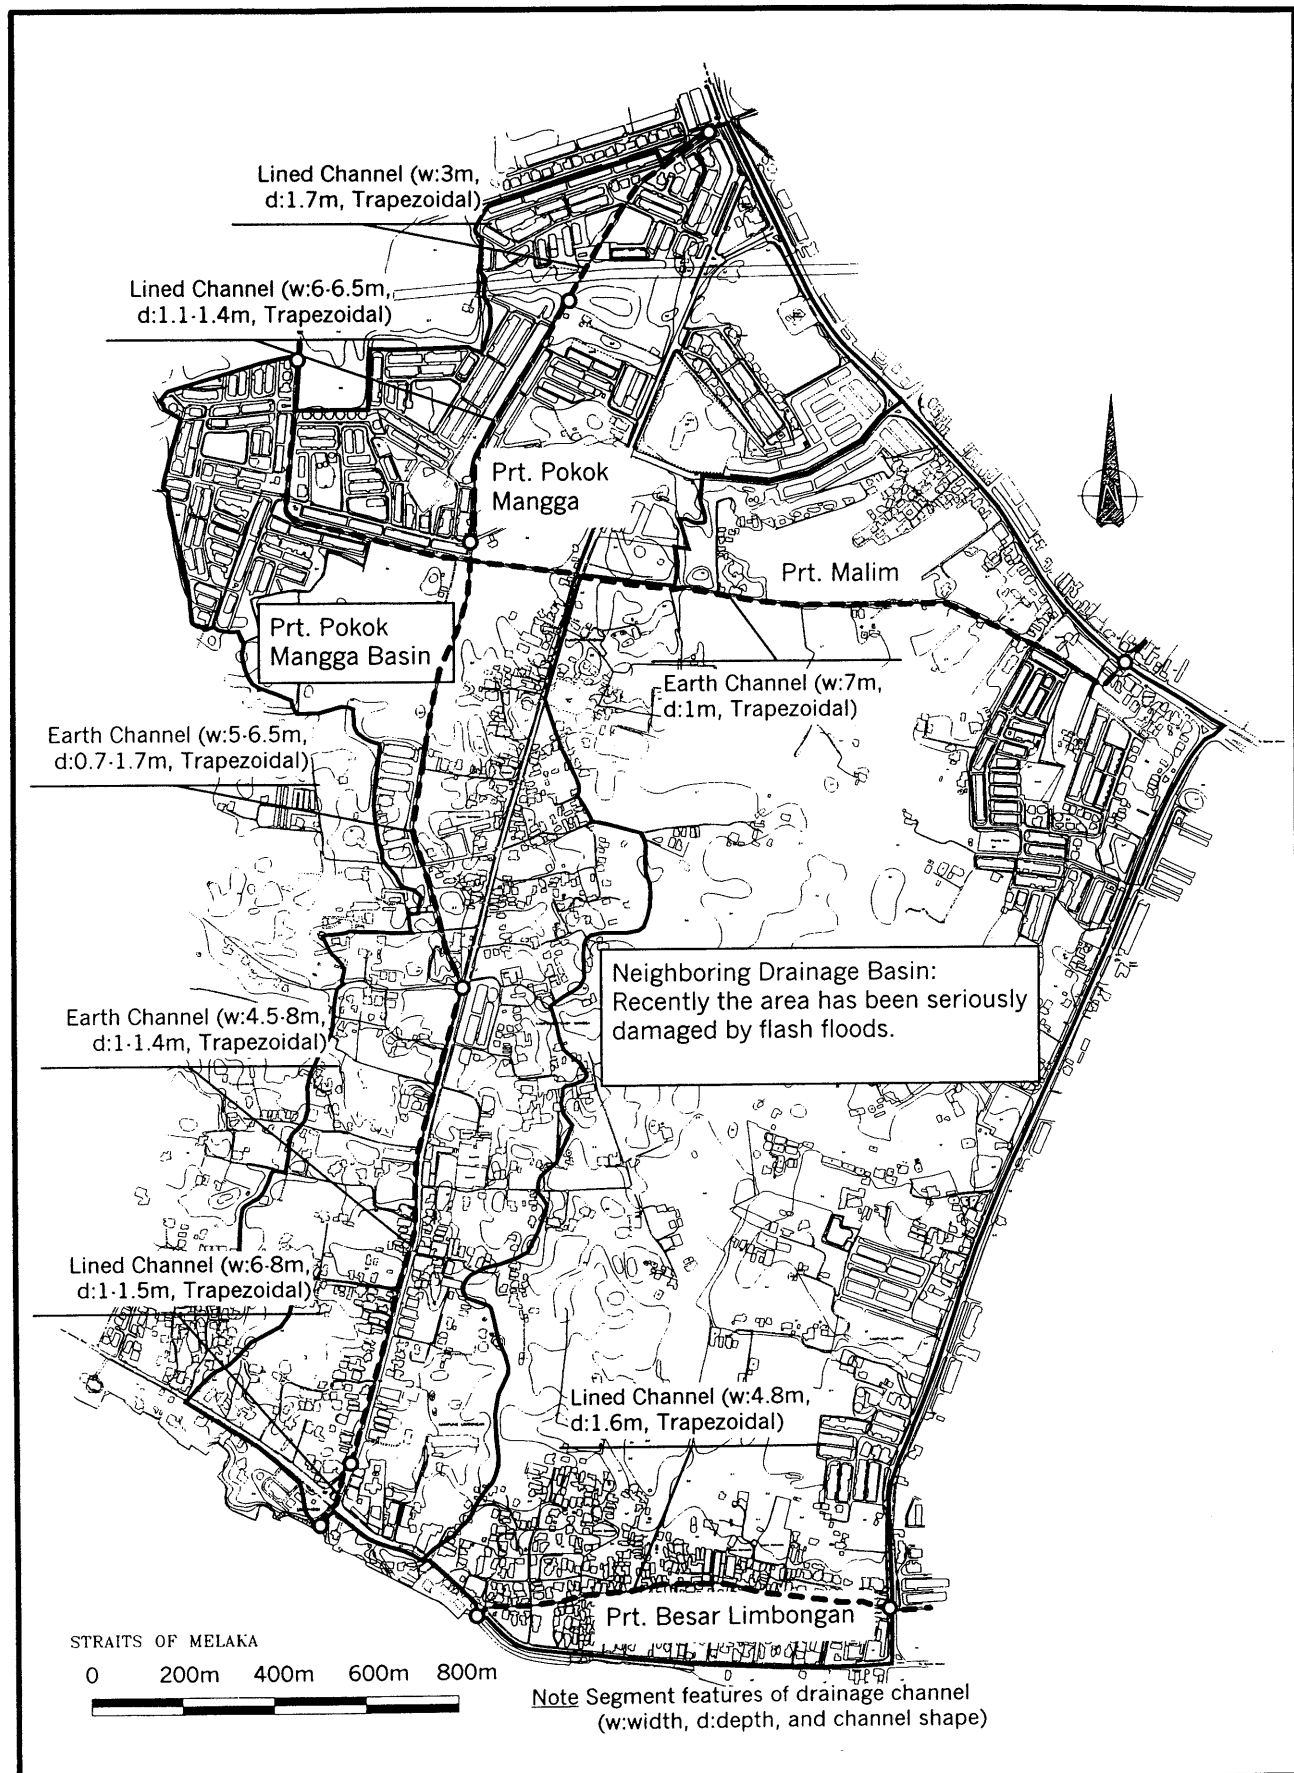 Lined Channel (w:3m,
d:1.7m, Trapezoidal)
Lined Channel (w:6-6.5m,
d:1.1-1.4m, Trapezoidal)
Prt. Pokok
Mangga
Prt. Malim
Prt. Pokok
Mangga Basin
Earth Channel (w:7m,
d:1m, Trapezoidal)
Earth Channel (w:5-6.5m,
d:0.7-1.7m, Trapezoidal)
Neighboring Drainage Basin:
Recently the area has been seriously
damaged by flash floods.
Earth Channel (w:4.5-8m,
d:1-1.4m, Trapezoidal)
Lined Channel (w:6-8m,
d:1-1.5m, Trapezoidal)
Lined Channel (w:4.8m,
d:1.6m, Trapezoidal)
Prt. Besar Limbongan
STRAITS OF MELAKA
0 200m 400m 600m 800m
Note Segment features of drainage channel
(w:width, d:depth, and channel shape)